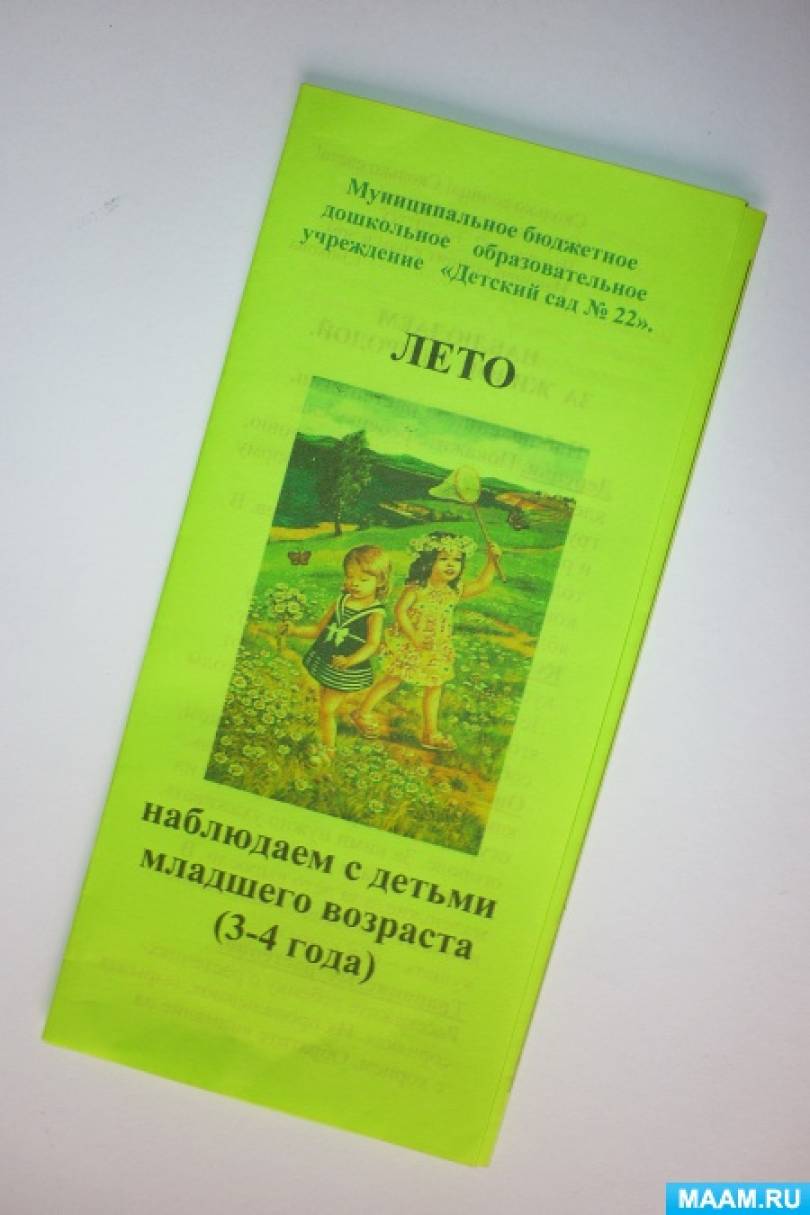 Муниципальное бюджетное
дошкольное образовательное
учреждение «Детский сад № 22».
ЛЕТО
наблюдаем с детьми
младшего возраста
(3-4 года)
MAAM.RU